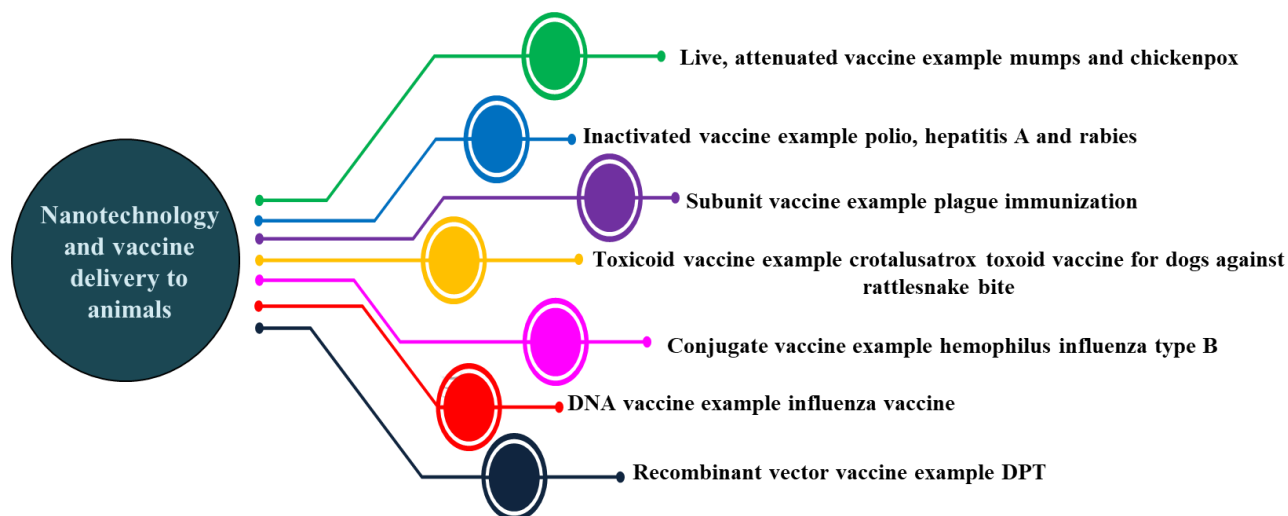 Nanotechnology
and vaccine
delivery to
animals
Live, attenuated vaccine example mumps and chickenpox
Inactivated vaccine example polio, hepatitis A and rabies
Subunit vaccine example plague immunization
Toxicoid vaccine example crotalusatrox toxoid vaccine for dogs against
rattlesnake bite
Conjugate vaccine example hemophilus influenza type B
DNA vaccine example influenza vaccine
Recombinant vector vaccine example DPT